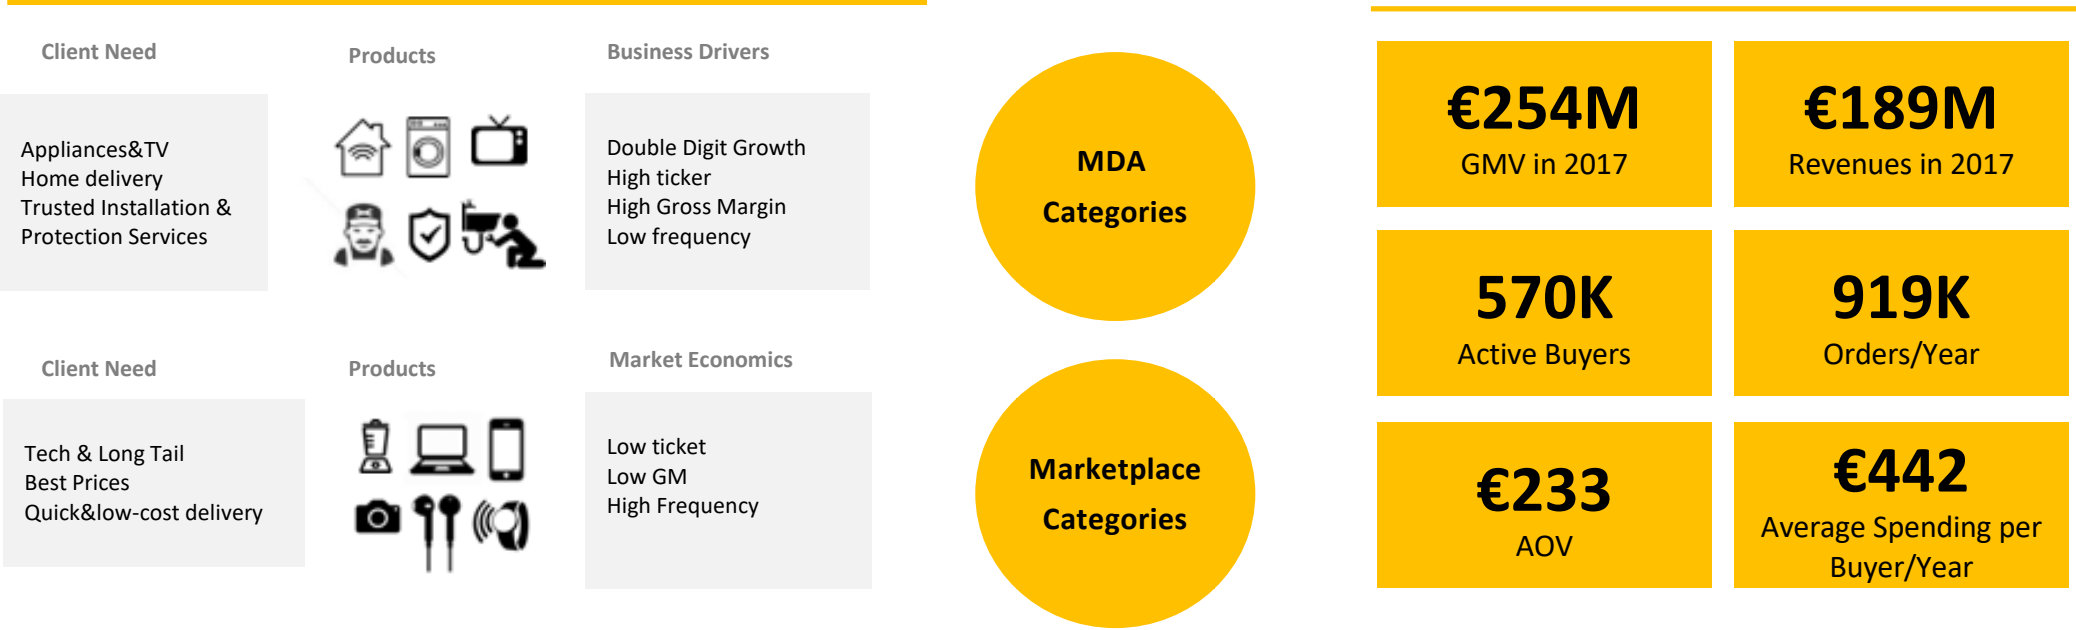 Client Need
Products
Business Drivers
Appliances&TV
Home delivery
Trusted Installation &
Protection Services
Double Digit Growth
High ticker
High Gross Margin
Low frequency
MDA
Categories
Client Need
Products
Market Economics
Tech & Long Tail
Best Prices
Quick&low-cost delivery
Low ticket
Low GM
High Frequency
Marketplace
Categories
€254M
GMV in 2017
€189M
Revenues in 2017
570K
Active Buyers
919K
Orders/Year
€233
AOV
€442
Average Spending per
Buyer/Year